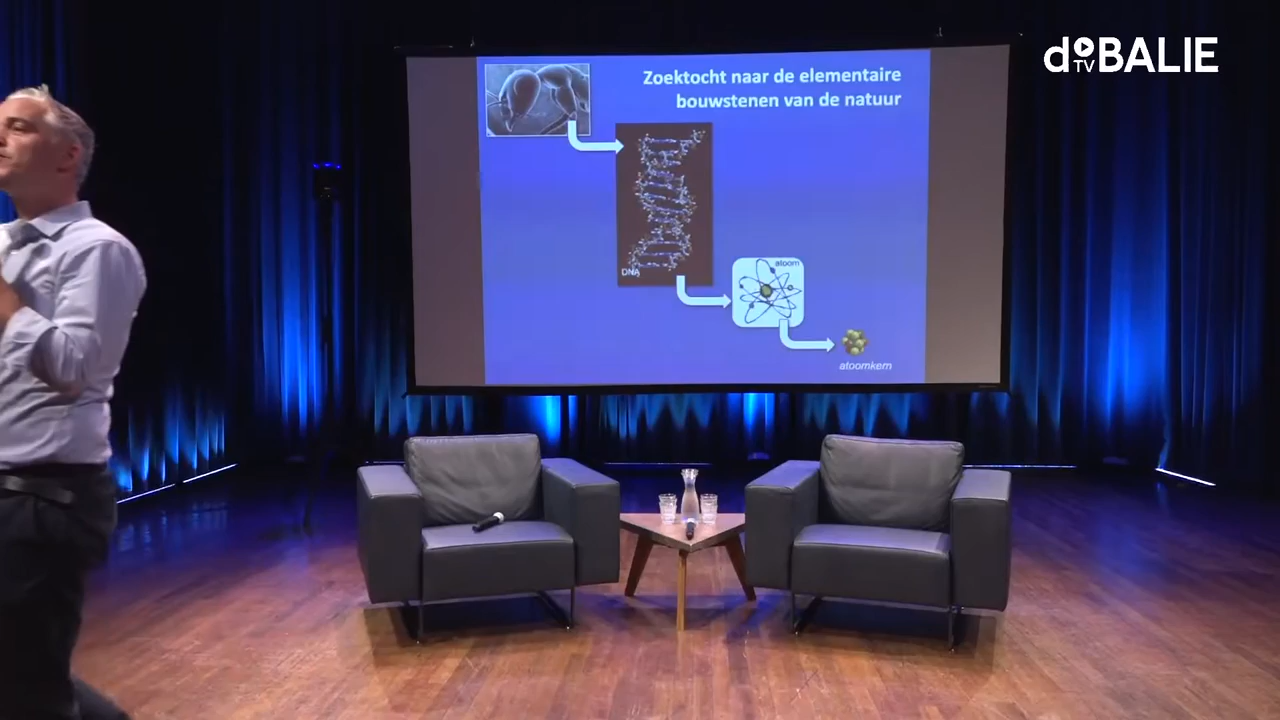 Zoektocht naar de elementaire
bouwstenen van de natuur
DNA
atoom
atoomkern
de BALIE
TV